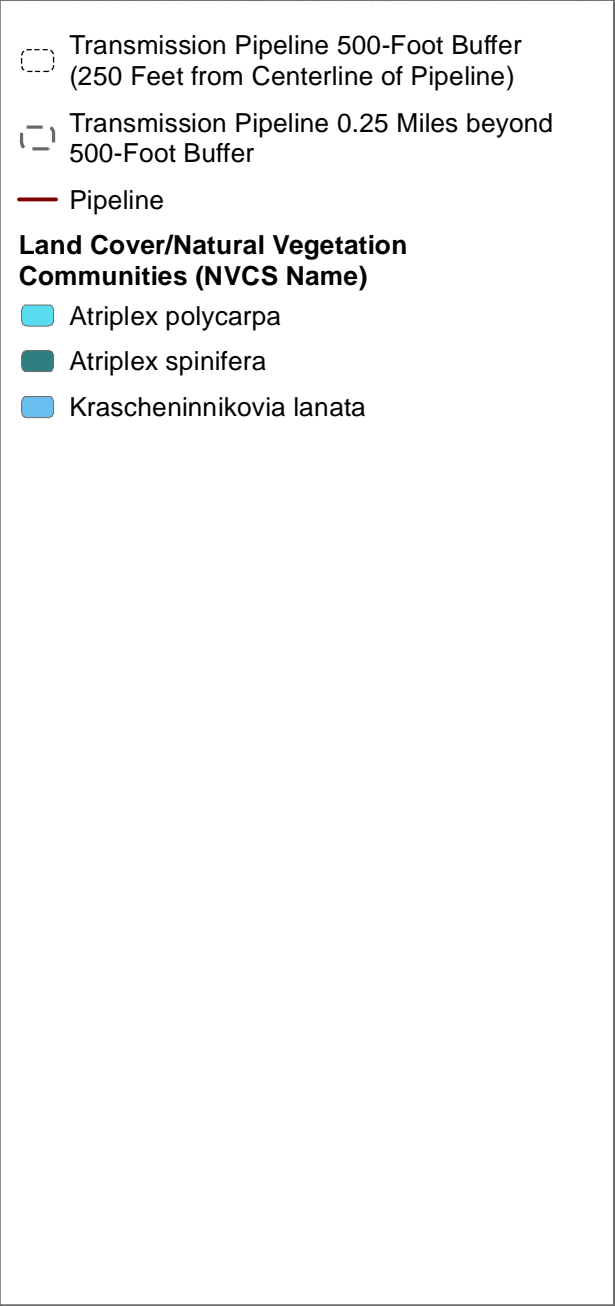 Transmission Pipeline 500-Foot Buffer
(250 Feet from Centerline of Pipeline)
Transmission Pipeline 0.25 Miles beyond
500-Foot Buffer
Pipeline
Land Cover/Natural Vegetation
Communities (NVCS Name)
Atriplex polycarpa
Atriplex spinifera
Krascheninnikovia lanata